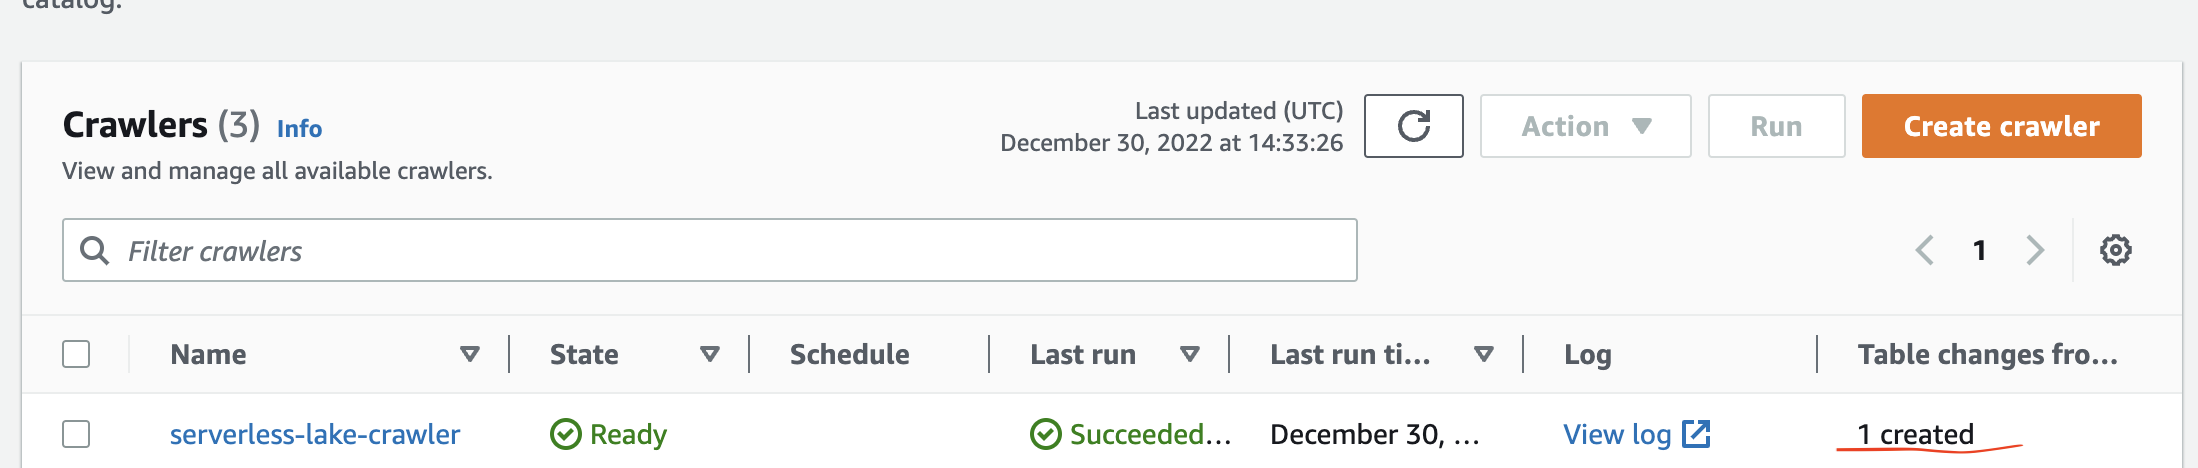 catalog.
Crawlers (3) Info
View and manage all available crawlers.
Last updated (UTC)
December 30, 2022 at 14:33:26
Action
Run
Create crawler
Filter crawlers
1
Name
State
Schedule
Last run
Last run ti...
Log
Table changes fro...
serverless-lake-crawler
Ready
Succeeded...
December 30, ...
View log
1 created